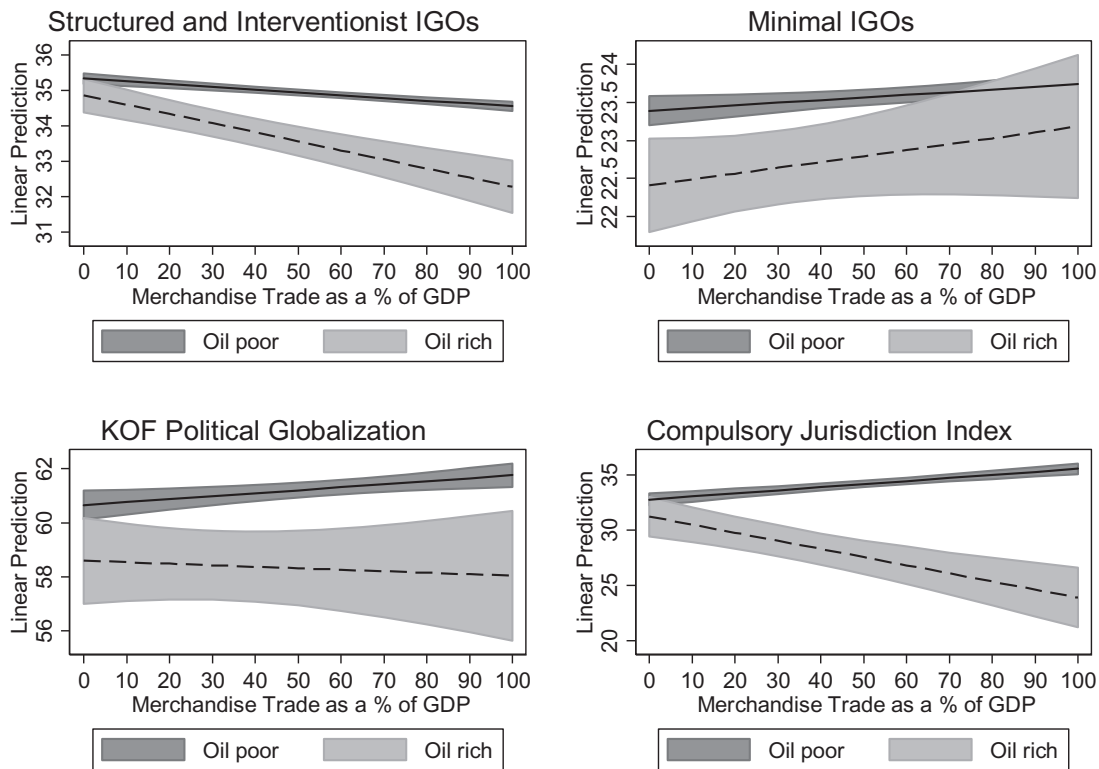 Structured and Interventionist IGOs
Linear Prediction
36
35
34
33
32
31
0 10 20 30 40 50 60 70 80 90 100
Merchandise Trade as a % of GDP
Oil poor Oil rich
Minimal IGOs
Linear Prediction
24
23.5
23
22.5
22
0 10 20 30 40 50 60 70 80 90 100
Merchandise Trade as a % of GDP
Oil poor Oil rich
KOF Political Globalization
Linear Prediction
62
60
58
56
0 10 20 30 40 50 60 70 80 90 100
Merchandise Trade as a % of GDP
Oil poor Oil rich
Compulsory Jurisdiction Index
Linear Prediction
35
30
25
20
0 10 20 30 40 50 60 70 80 90 100
Merchandise Trade as a % of GDP
Oil poor Oil rich